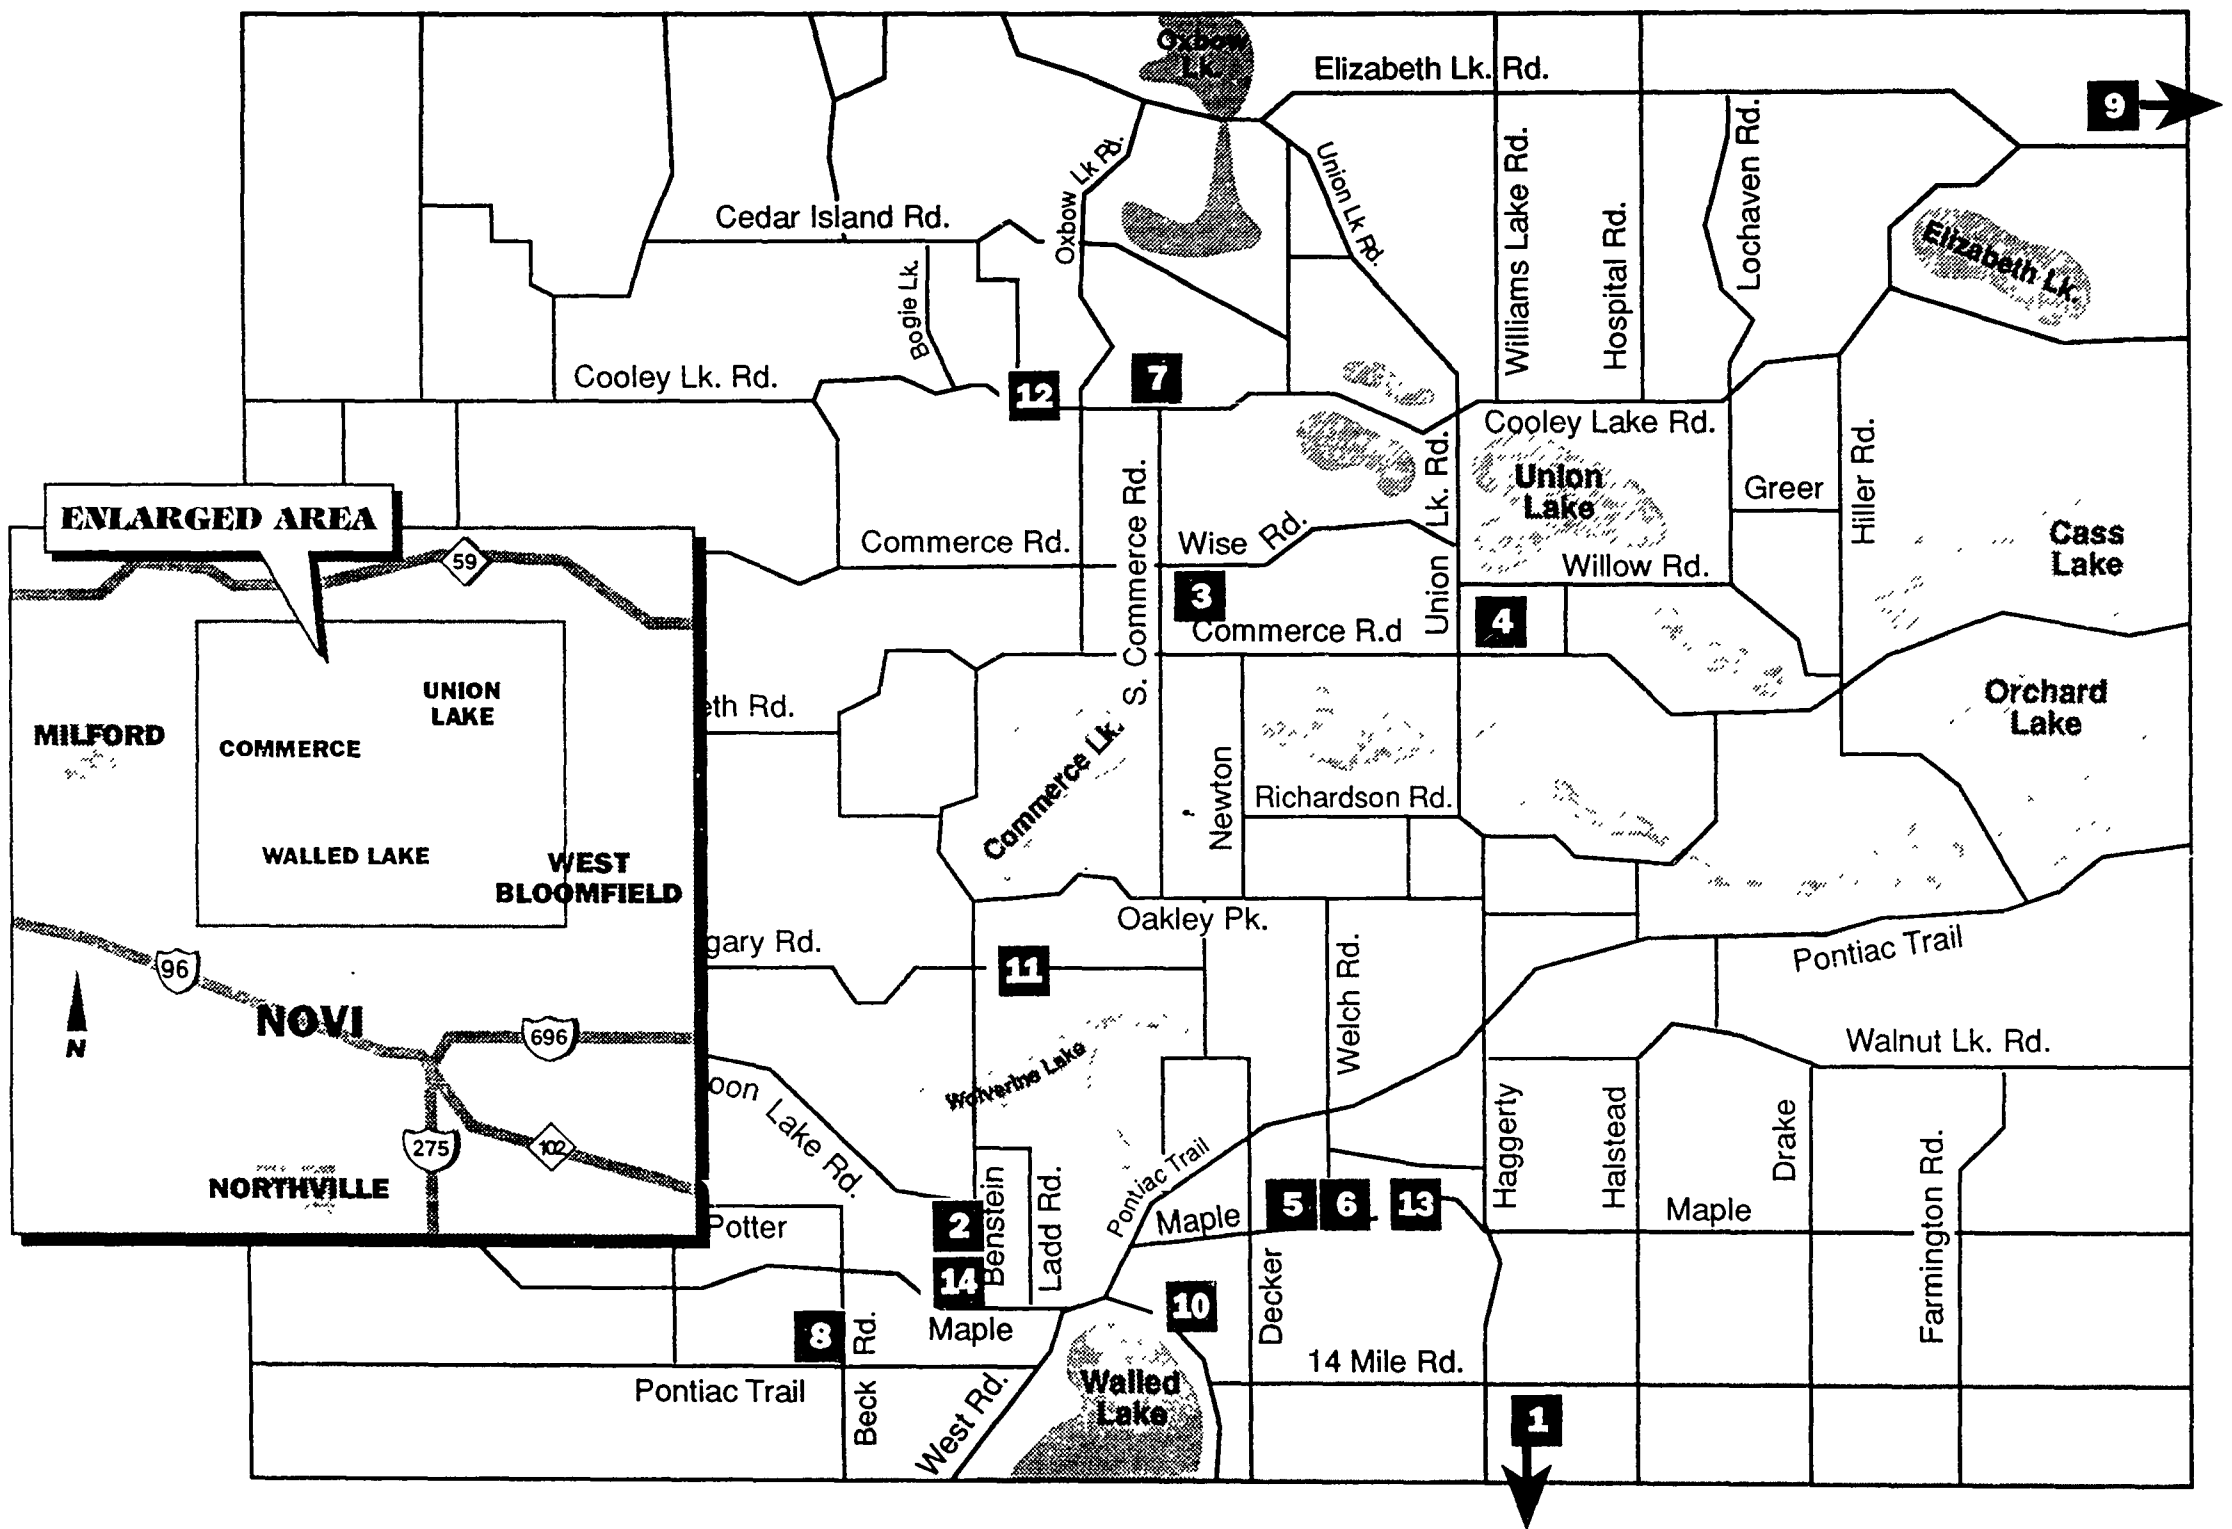 Oxbow
Lk.
Elizabeth Lk. Rd.
9
Oxbow Lk Rd.
Union Lk Rd.
Williams Lake Rd.
Hospital Rd.
Lochaven Rd.
Cedar Island Rd.
Elizabeth Lk.
Bogie Lk.
Cooley Lk. Rd.
12
7
Cooley Lake Rd.
Union
Lake
Greer
Hiller Rd.
Cass
Lake
Commerce Rd.
S. Commerce Rd.
Wise Rd.
Union Lk. Rd.
Willow Rd.
3
4
Commerce R.d
eth Rd.
Orchard
Lake
Commerce Lk.
Newton
Richardson Rd.
Oakley Pk.
gary Rd.
11
Welch Rd.
Pontiac Trail
Walnut Lk. Rd.
Wolverine Lake
oon Lake Rd.
Haggerty
Halstead
Drake
Farmington Rd.
Pontiac Trail
Benstein
Ladd Rd.
2
14
Potter
Maple
5
6
13
Maple
10
Decker
8
Maple
Beck Rd.
14 Mile Rd.
Pontiac Trail
West Rd.
Walled
Lake
1
ENLARGED AREA
59
UNION
LAKE
MILFORD
COMMERCE
WALLED LAKE
WEST
BLOOMFIELD
96
NOVI
N
696
275
102
NORTHVILLE